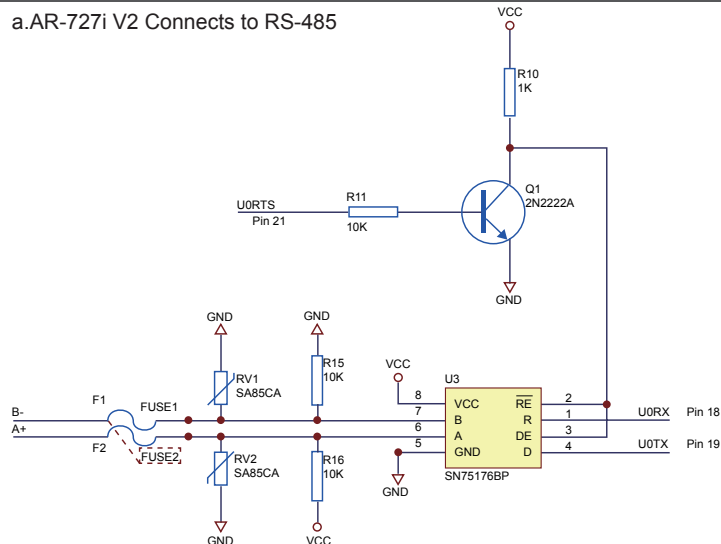 a.AR-727i V2 Connects to RS-485
VCC
R10
1K
Q1
2N2222A
U0RTS
Pin 21
R11
10K
GND
GND
GND
RV1
SA85CA
R15
10K
VCC
U3
F1
FUSE1
B-
A+
F2
FUSE2
RV2
SA85CA
R16
10K
GND
VCC
GND
8
7
6
5
VCC
B
A
GND
RE
R
DE
D
2
1
3
4
SN75176BP
U0RX
Pin 18
U0TX
Pin 19